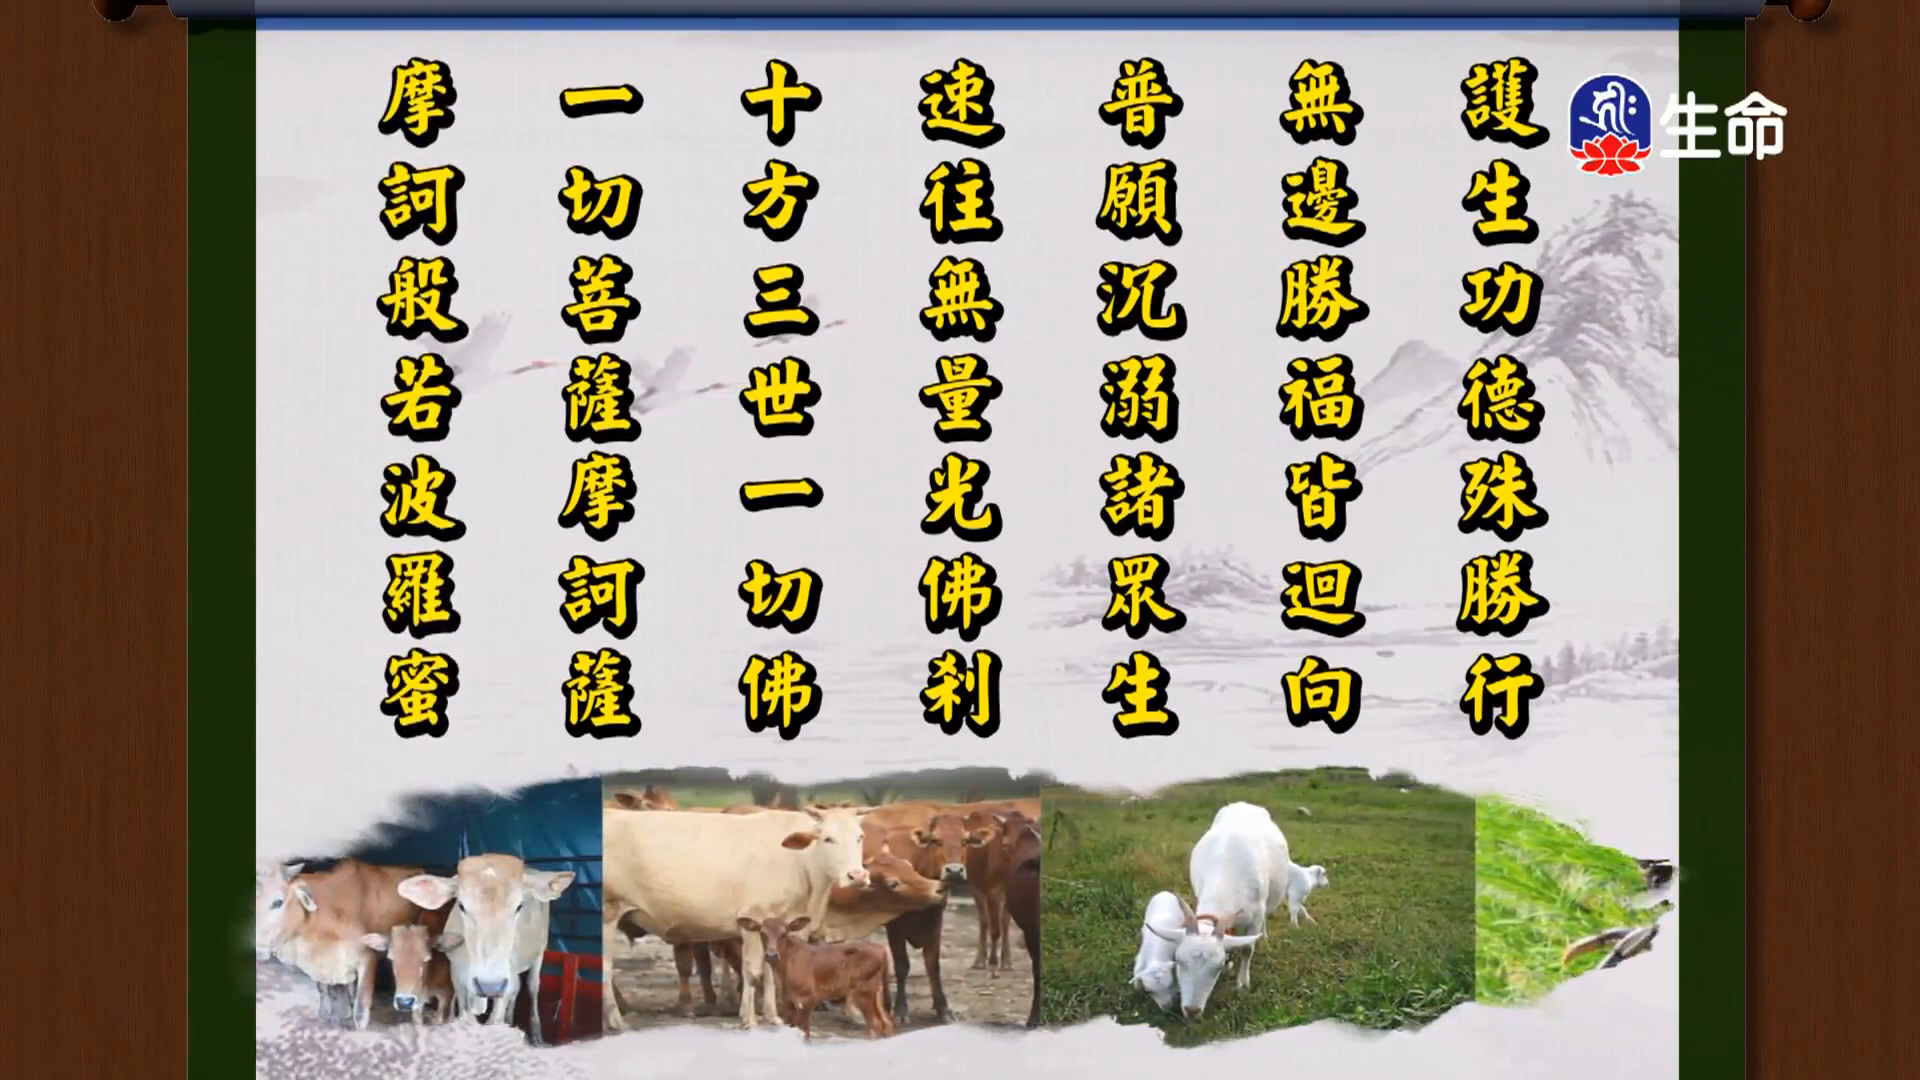 護生功德殊勝行
無邊勝福皆迴向
普願沉溺諸眾生
速往無量光佛剎
十方三世一切佛
一切菩薩摩訶薩
摩訶般若波羅蜜
生命